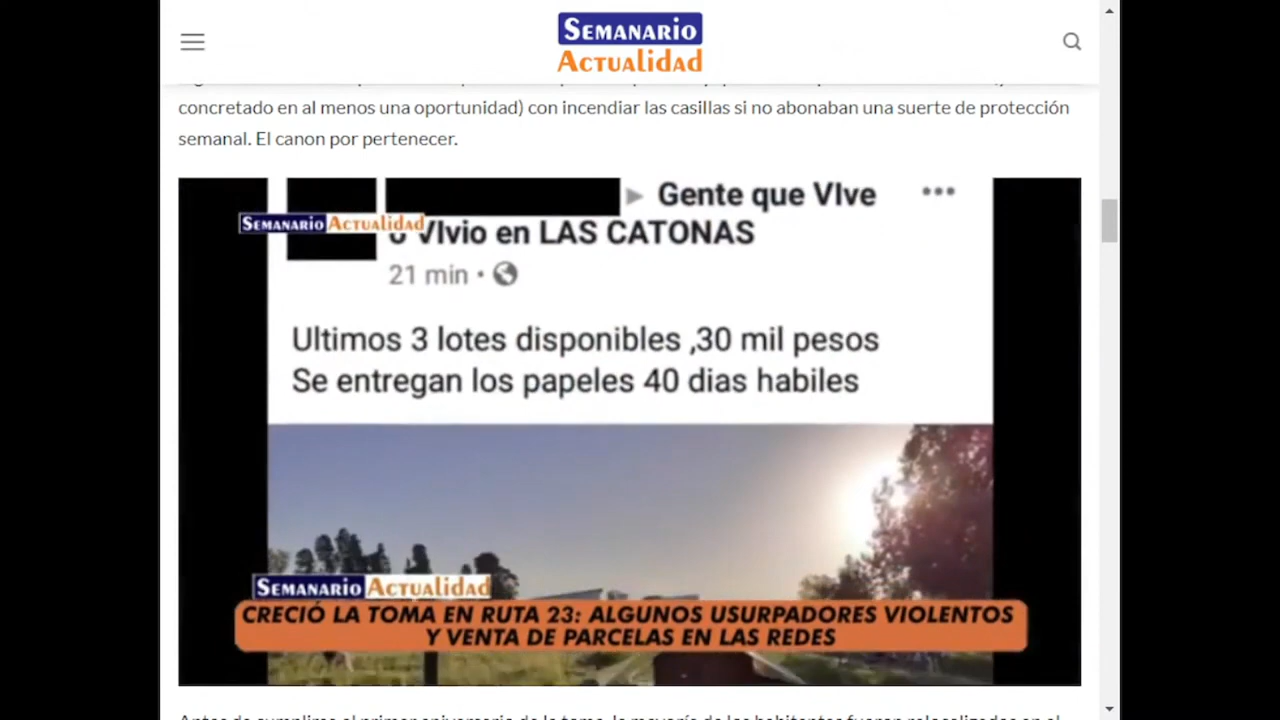 SEMANARIO
ACTUALIDAD
concretado en al menos una oportunidad) con incendiar las casillas si no abonaban una suerte de protección
semanal. El canon por pertenecer.
Gente que VIve
SEMANARIO ACTUALIDAD
o VIvio en LAS CATONAS
21 min •
Ultimos 3 lotes disponibles ,30 mil pesos
Se entregan los papeles 40 dias habiles
SEMANARIO ACTUALIDAD
CRECIÓ LA TOMA EN RUTA 23: ALGUNOS USURPADORES VIOLENTOS
Y VENTA DE PARCELAS EN LAS REDES